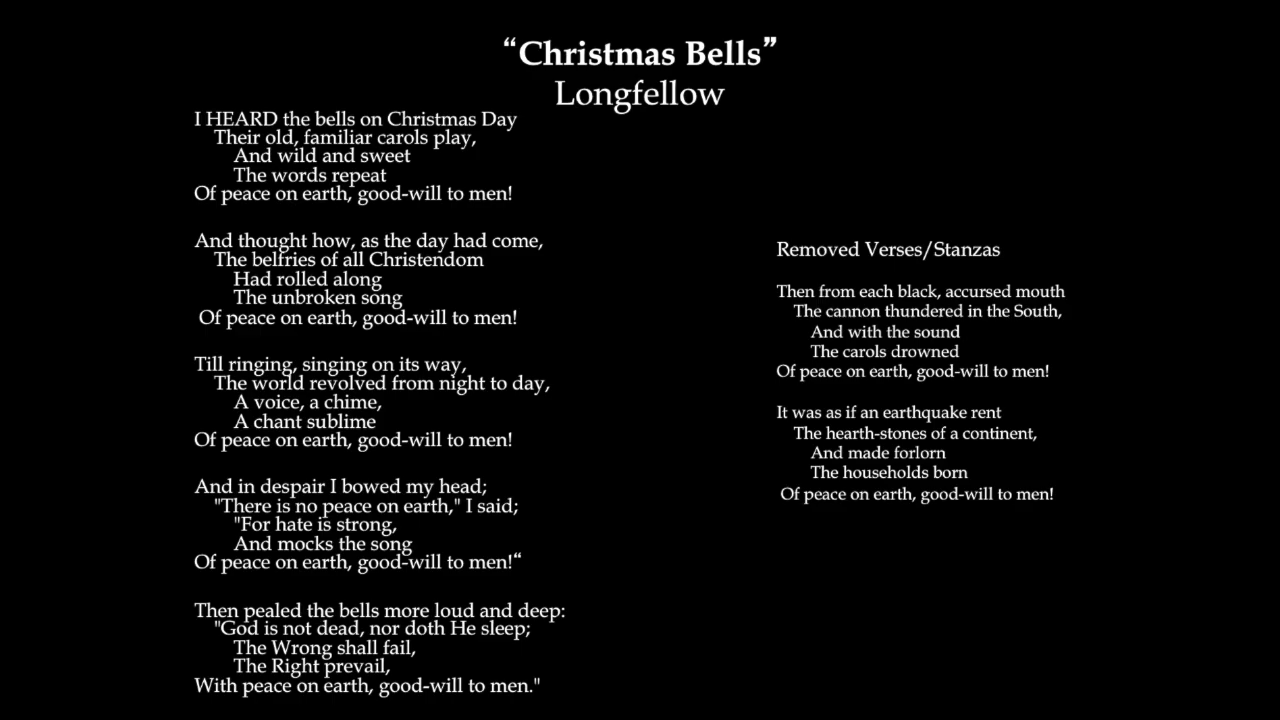 “Christmas Bells”
Longfellow
I HEARD the bells on Christmas Day
Their old, familiar carols play,
And wild and sweet
The words repeat
Of peace on earth, good-will to men!
And thought how, as the day had come,
The belfries of all Christendom
Had rolled along
The unbroken song
Of peace on earth, good-will to men!
Till ringing, singing on its way,
The world revolved from night to day,
A voice, a chime,
A chant sublime
Of peace on earth, good-will to men!
And in despair I bowed my head;
"There is no peace on earth," I said;
"For hate is strong,
And mocks the song
Of peace on earth, good-will to men!“
Then pealed the bells more loud and deep:
"God is not dead, nor doth He sleep;
The Wrong shall fail,
The Right prevail,
With peace on earth, good-will to men."
Removed Verses/Stanzas
Then from each black, accursed mouth
The cannon thundered in the South,
And with the sound
The carols drowned
Of peace on earth, good-will to men!
It was as if an earthquake rent
The hearth-stones of a continent,
And made forlorn
The households born
Of peace on earth, good-will to men!